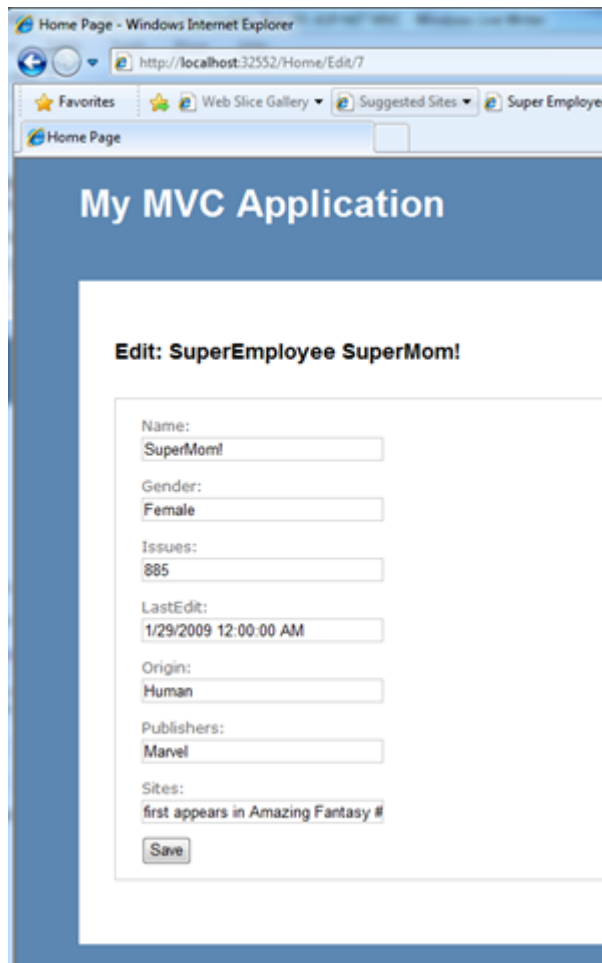 Home Page - Windows Internet Explorer
http://localhost:32552/Home/Edit/7
Favorites Web Slice Gallery Suggested Sites Super Employe
Home Page
My MVC Application
Edit: SuperEmployee SuperMom!
Name:
SuperMom!
Gender:
Female
Issues:
885
LastEdit:
1/29/2009 12:00:00 AM
Origin:
Human
Publishers:
Marvel
Sites:
first appears in Amazing Fantasy #
Save